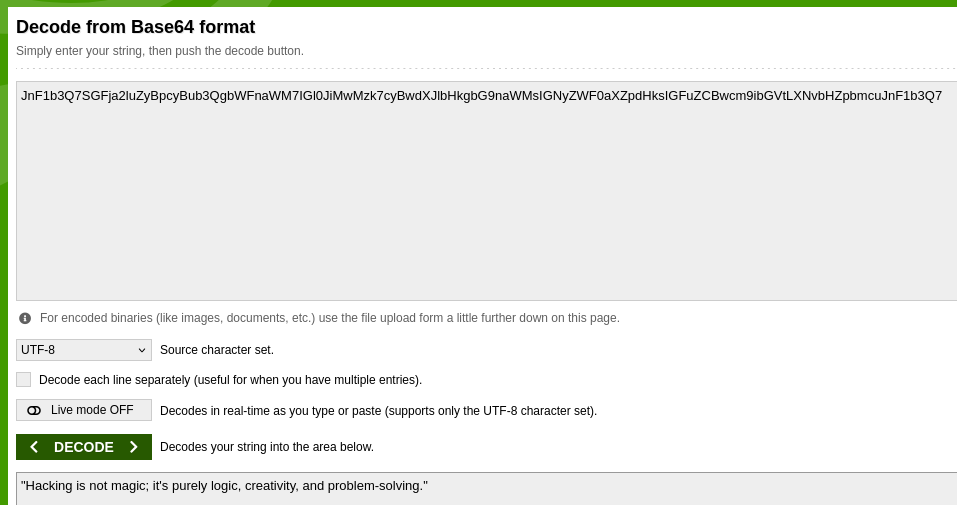 Decode from Base64 format
Simply enter your string, then push the decode button.
JnF1b3Q7SGFja2luZyBpcyBub3QgbWFnaWM7IGl0JiMwMzk7cyBwdXJlbHkgbG9naWMsIGNyZWF0aXZpdHksIGFuZCBwcm9ibGVtLXNvbHZpbmcuJnF1b3Q7
For encoded binaries (like images, documents, etc.) use the file upload form a little further down on this page.
UTF-8 Source character set.
Decode each line separately (useful for when you have multiple entries).
Live mode OFF Decodes in real-time as you type or paste (supports only the UTF-8 character set).
DECODE Decodes your string into the area below.
"Hacking is not magic; it's purely logic, creativity, and problem-solving."